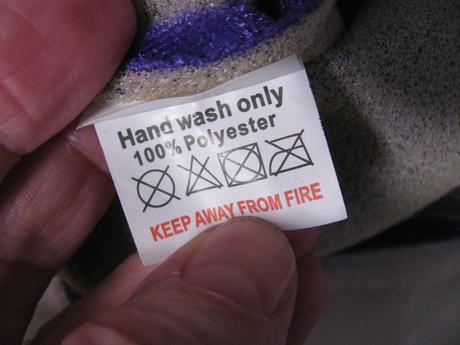 Hand wash only
100% Polyester
KEEP AWAY FROM FIRE